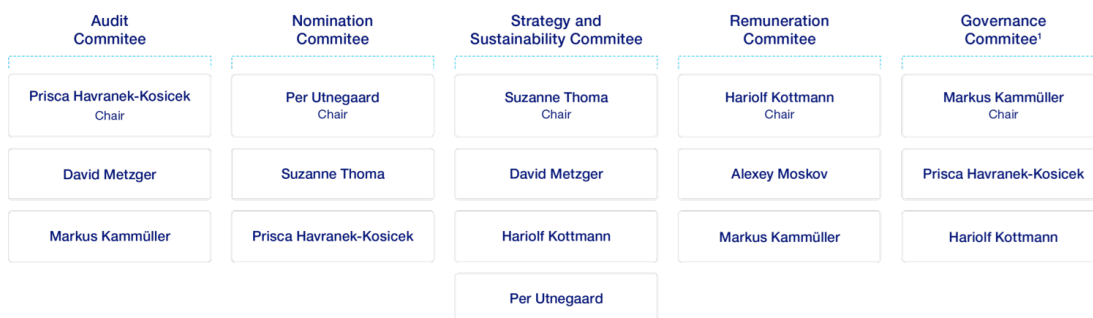 Audit
Commitee
Prisca Havranek-Kosicek
Chair
David Metzger
Markus Kammüller
Nomination
Commitee
Per Utnegaard
Chair
Suzanne Thoma
Prisca Havranek-Kosicek
Strategy and
Sustainability Commitee
Suzanne Thoma
Chair
David Metzger
Hariolf Kottmann
Per Utnegaard
Remuneration
Commitee
Hariolf Kottmann
Chair
Alexey Moskov
Markus Kammüller
Governance
Commitee¹
Markus Kammüller
Chair
Prisca Havranek-Kosicek
Hariolf Kottmann